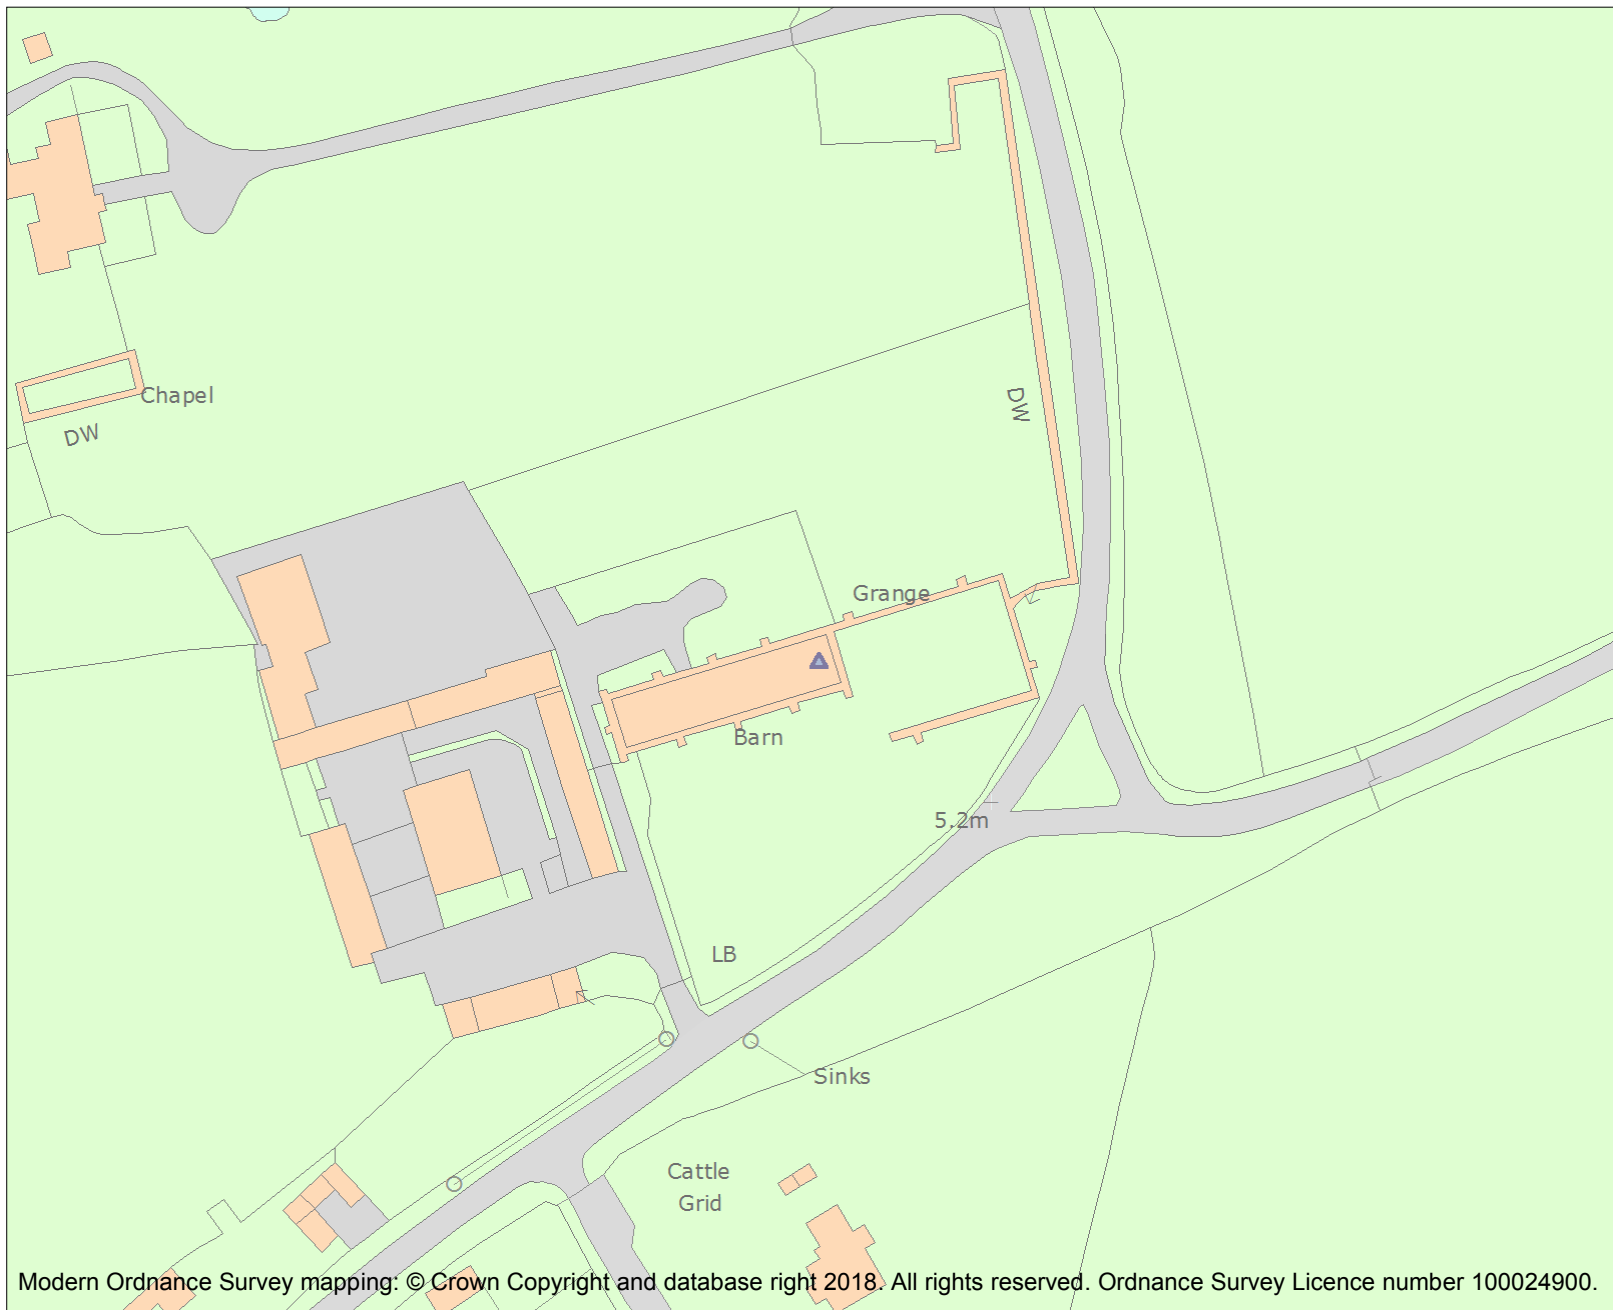 Chapel
DW
DW
Grange
Barn
5.2m
LB
Sinks
Cattle
Grid
Modern Ordnance Survey mapping: © Crown Copyright and database right 2018. All rights reserved. Ordnance Survey Licence number 100024900.